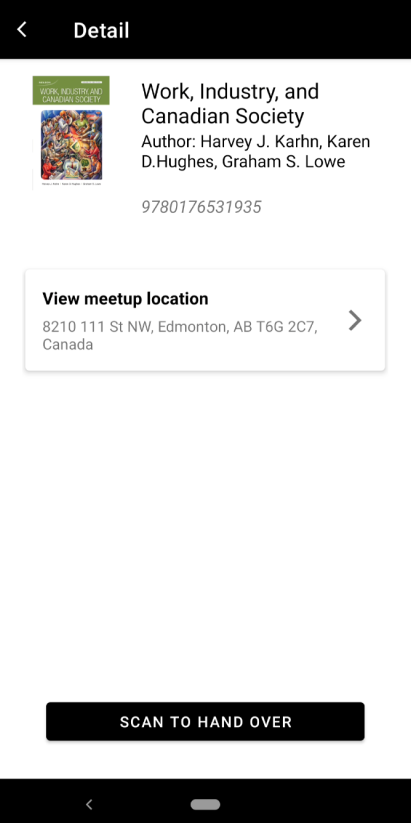 Detail
WORK, INDUSTRY, AND
CANADIAN SOCIETY
Work, Industry, and
Canadian Society
Author: Harvey J. Karhn, Karen
D.Hughes, Graham S. Lowe
9780176531935
View meetup location
8210 111 St NW, Edmonton, AB T6G 2C7,
Canada
SCAN TO HAND OVER